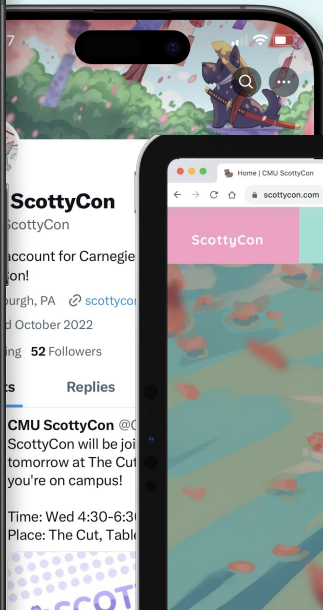 7
ScottyCon
ScottyCon
account for Carnegie
on!
burgh, PA scottycon
d October 2022
ing 52 Followers
ts Replies
CMU ScottyCon @C
ScottyCon will be joi
tomorrow at The Cut
you're on campus!
Time: Wed 4:30-6:30
Place: The Cut, Table
SCOT
Home | CMU ScottyCon
scottycon.com
ScottyCon